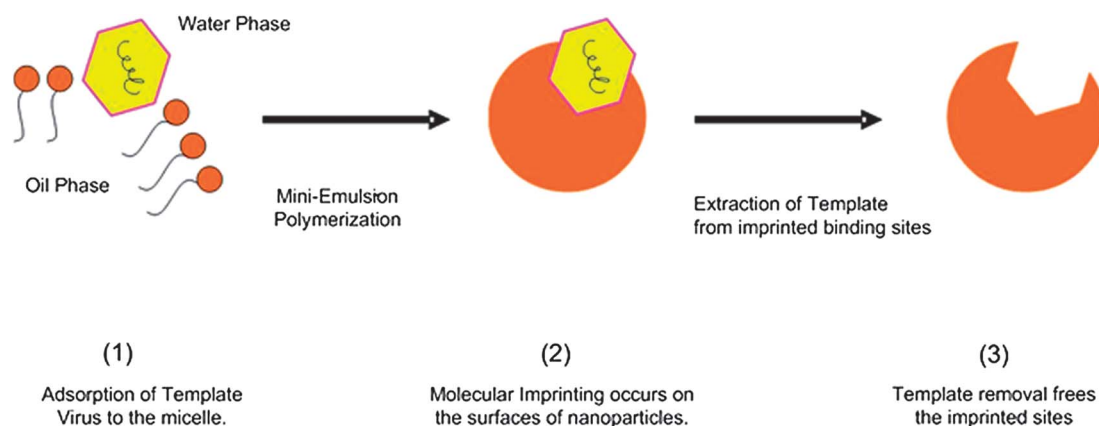 Water Phase
Oil Phase
Mini-Emulsion
Polymerization
Extraction of Template
from imprinted binding sites
(1)
(2)
(3)
Adsorption of Template
Virus to the micelle.
Molecular Imprinting occurs on
the surfaces of nanoparticles.
Template removal frees
the imprinted sites